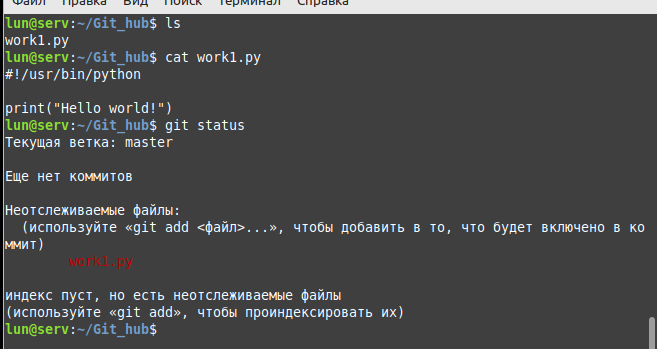 Файл Правка Вид Поиск Терминал Справка
lun@serv:~/Git_hub$ ls
work1.py
lun@serv:~/Git_hub$ cat work1.py
#!/usr/bin/python
print("Hello world!")
lun@serv:~/Git_hub$ git status
Текущая ветка: master
Еще нет коммитов
Неотслеживаемые файлы:
(используйте «git add <файл>...», чтобы добавить в то, что будет включено в ко
ммит)
work1.py
индекс пуст, но есть неотслеживаемые файлы
(используйте «git add», чтобы проиндексировать их)
lun@serv:~/Git_hub$